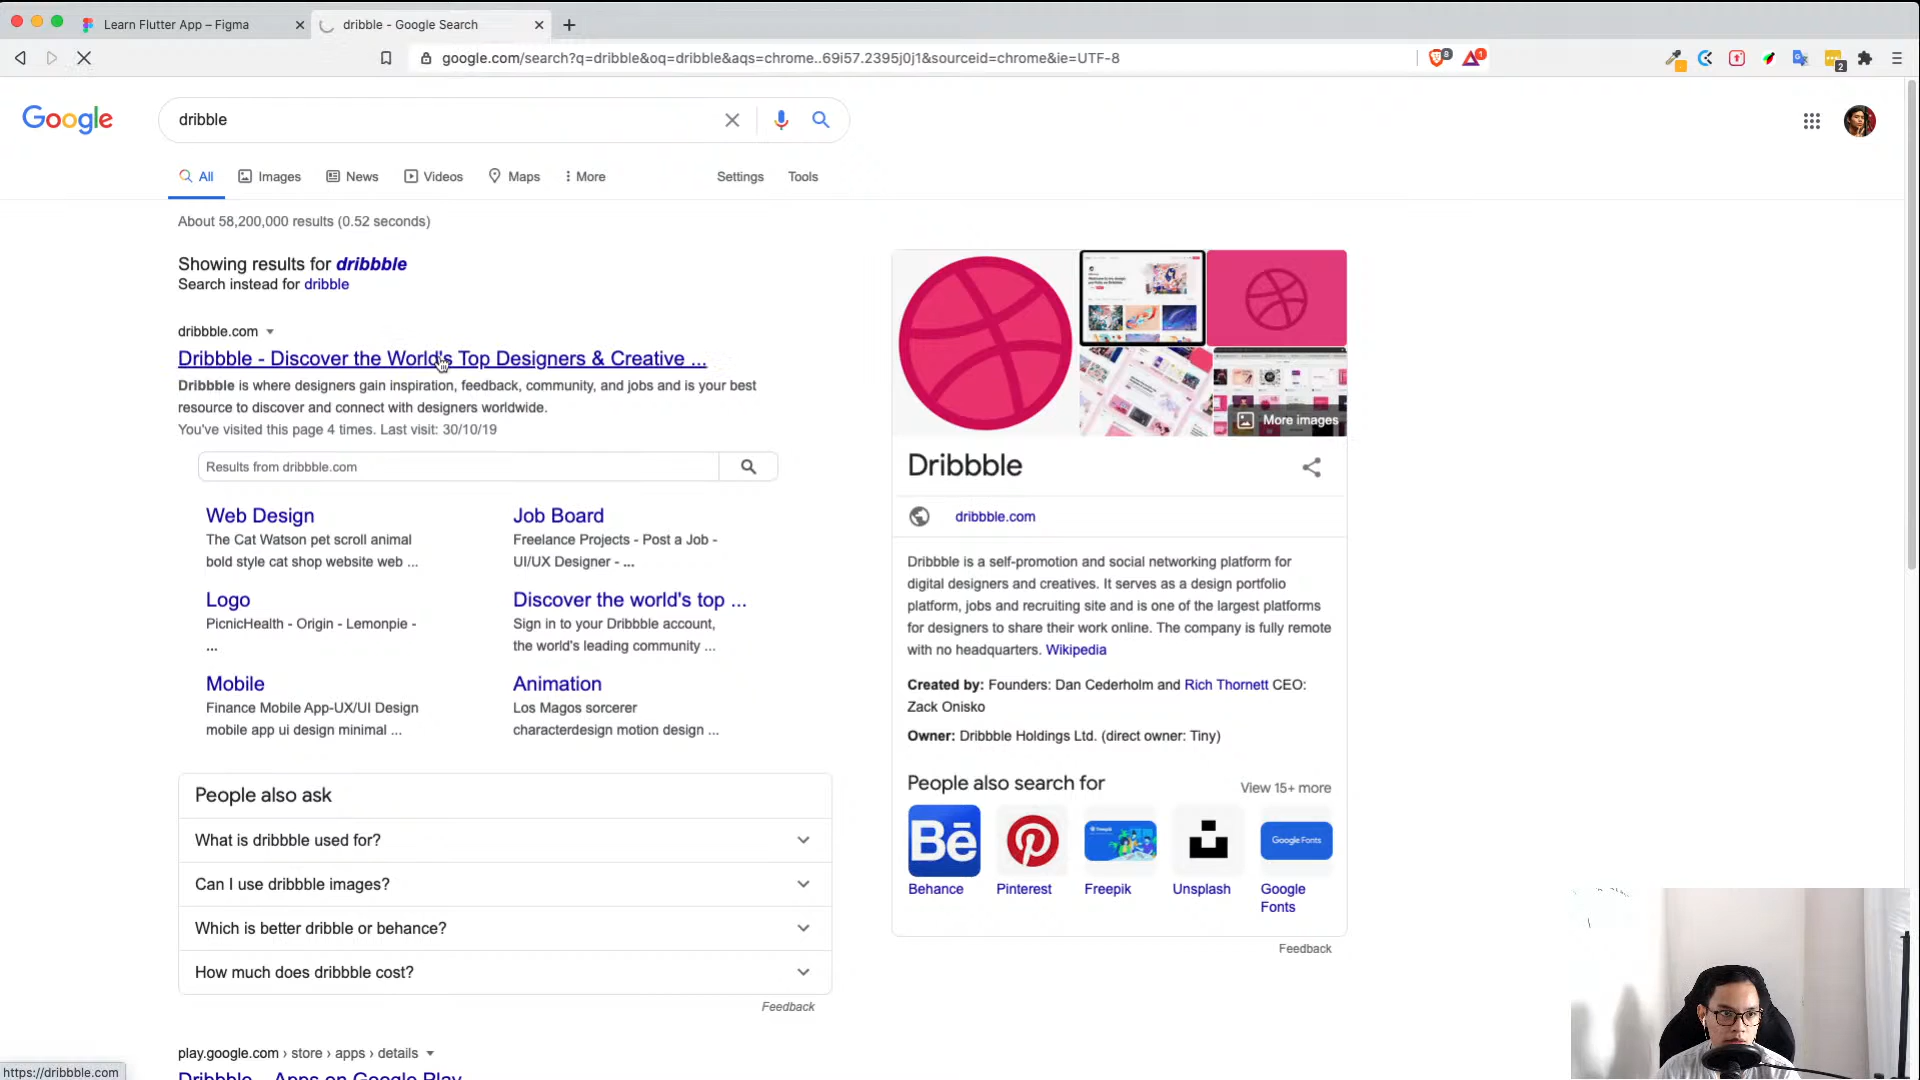 Learn Flutter App – Figma
dribble - Google Search
google.com/search?q=dribble&oq=dribble&aqs=chrome..69i57.2395j0j1&sourceid=chrome&ie=UTF-8
8
1
2
Google
dribble
All
Images
News
Videos
Maps
More
Settings
Tools
About 58,200,000 results (0.52 seconds)
Showing results for dribbble
Search instead for dribble
dribbble.com
Dribbble - Discover the World's Top Designers & Creative ...
Dribbble is where designers gain inspiration, feedback, community, and jobs and is your best
resource to discover and connect with designers worldwide.
You've visited this page 4 times. Last visit: 30/10/19
Results from dribbble.com
Web Design
The Cat Watson pet scroll animal
bold style cat shop website web ...
Job Board
Freelance Projects - Post a Job -
UI/UX Designer - ...
Logo
PicnicHealth - Origin - Lemonpie -
...
Discover the world's top ...
Sign in to your Dribbble account,
the world's leading community ...
Mobile
Finance Mobile App-UX/UI Design
mobile app ui design minimal ...
Animation
Los Magos sorcerer
characterdesign motion design ...
People also ask
What is dribbble used for?
Can I use dribbble images?
Which is better dribble or behance?
How much does dribbble cost?
Feedback
play.google.com › store › apps › details
Dribbble - Apps on Google Play
More images
Dribbble
dribbble.com
Dribbble is a self-promotion and social networking platform for
digital designers and creatives. It serves as a design portfolio
platform, jobs and recruiting site and is one of the largest platforms
for designers to share their work online. The company is fully remote
with no headquarters. Wikipedia
Created by: Founders: Dan Cederholm and Rich Thornett CEO:
Zack Onisko
Owner: Dribbble Holdings Ltd. (direct owner: Tiny)
People also search for
View 15+ more
Bē
Freepik
Google Fonts
Behance
Pinterest
Freepik
Unsplash
Google
Fonts
Feedback
https://dribbble.com